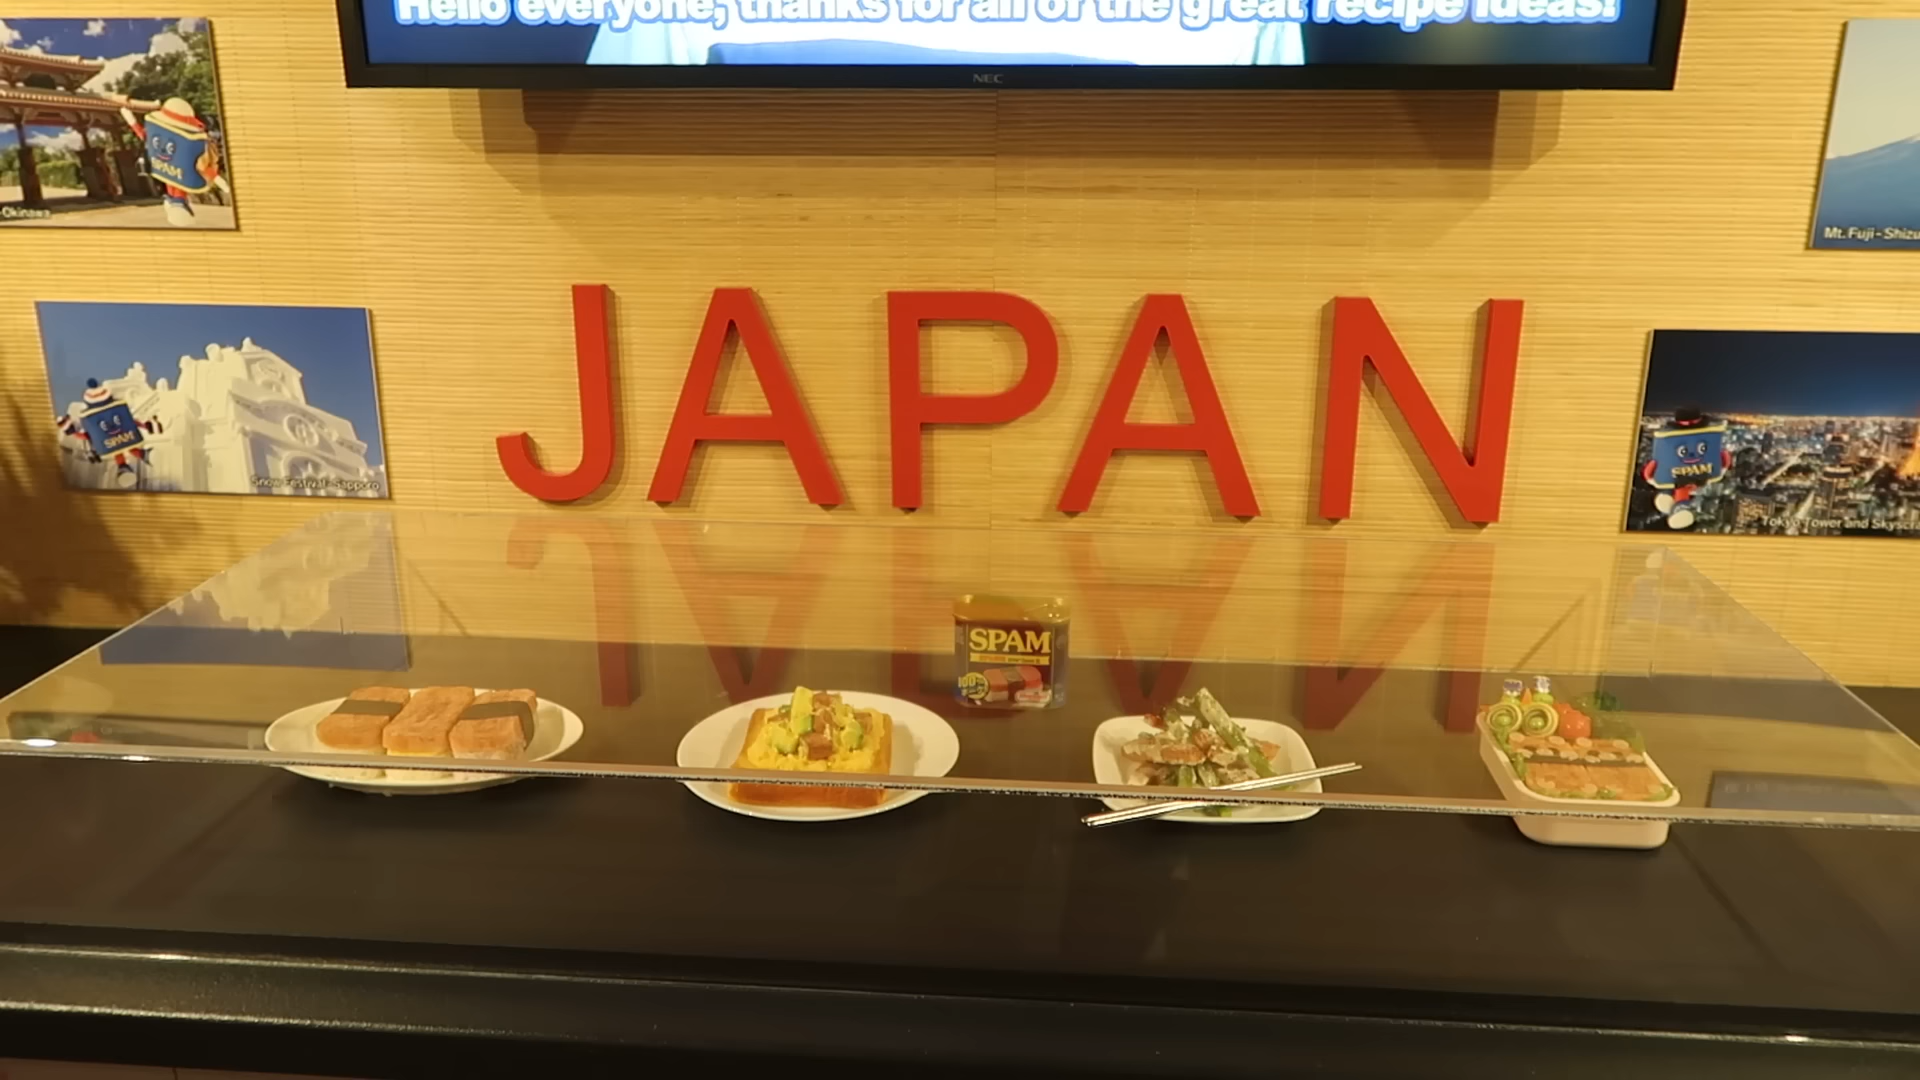 Hello everyone, thanks for all of the great recipe ideas!
NEC
SPAM
Okinawa
Mt. Fuji - Shizu
JAPAN
SPAM
Snow Festival - Sapporo
SPAM
Tokyo Tower and Skyscra
SPAM